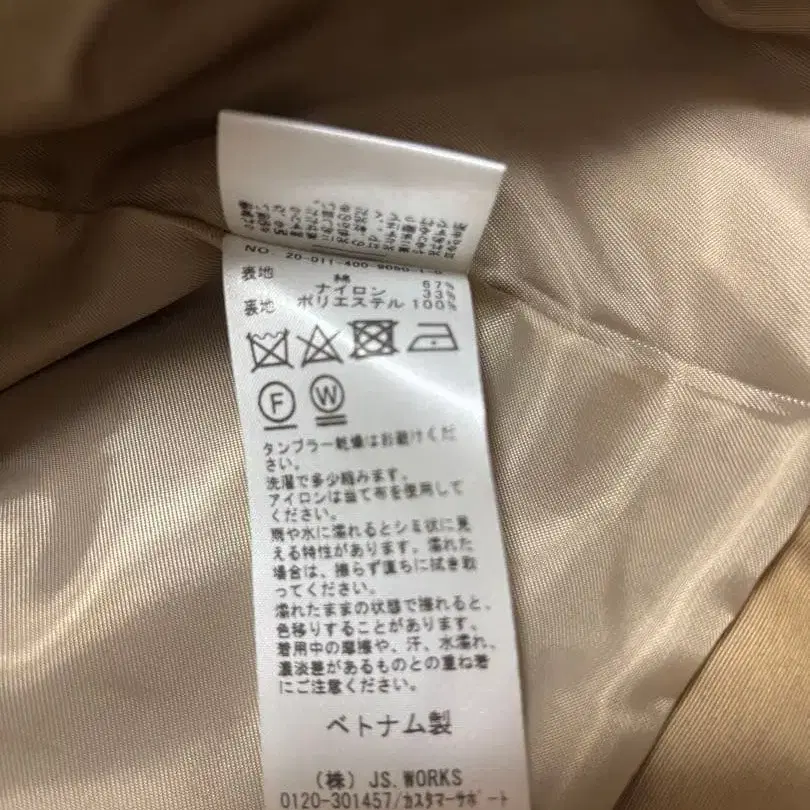 NO. 20-011-400-9050-1-0
表地 綿 67%
ナイロン 33%
裏地 ポリエステル 100%
F W
タンブラー乾燥はお避けくだ
さい。
洗濯で多少縮みます。
アイロンは当て布を使用して
ください。
雨や水に濡れるとシミ状に見
える特性があります。濡れた
場合は、擦らず直ちに拭き取
ってください。
濡れたままの状態で擦れると、
色移りすることがあります。
着用中の摩擦や、汗、水濡れ、
濃淡差があるものとの重ね着
にご注意ください。
ベトナム製
(株) JS.WORKS
0120-301457/カスタマーサポート